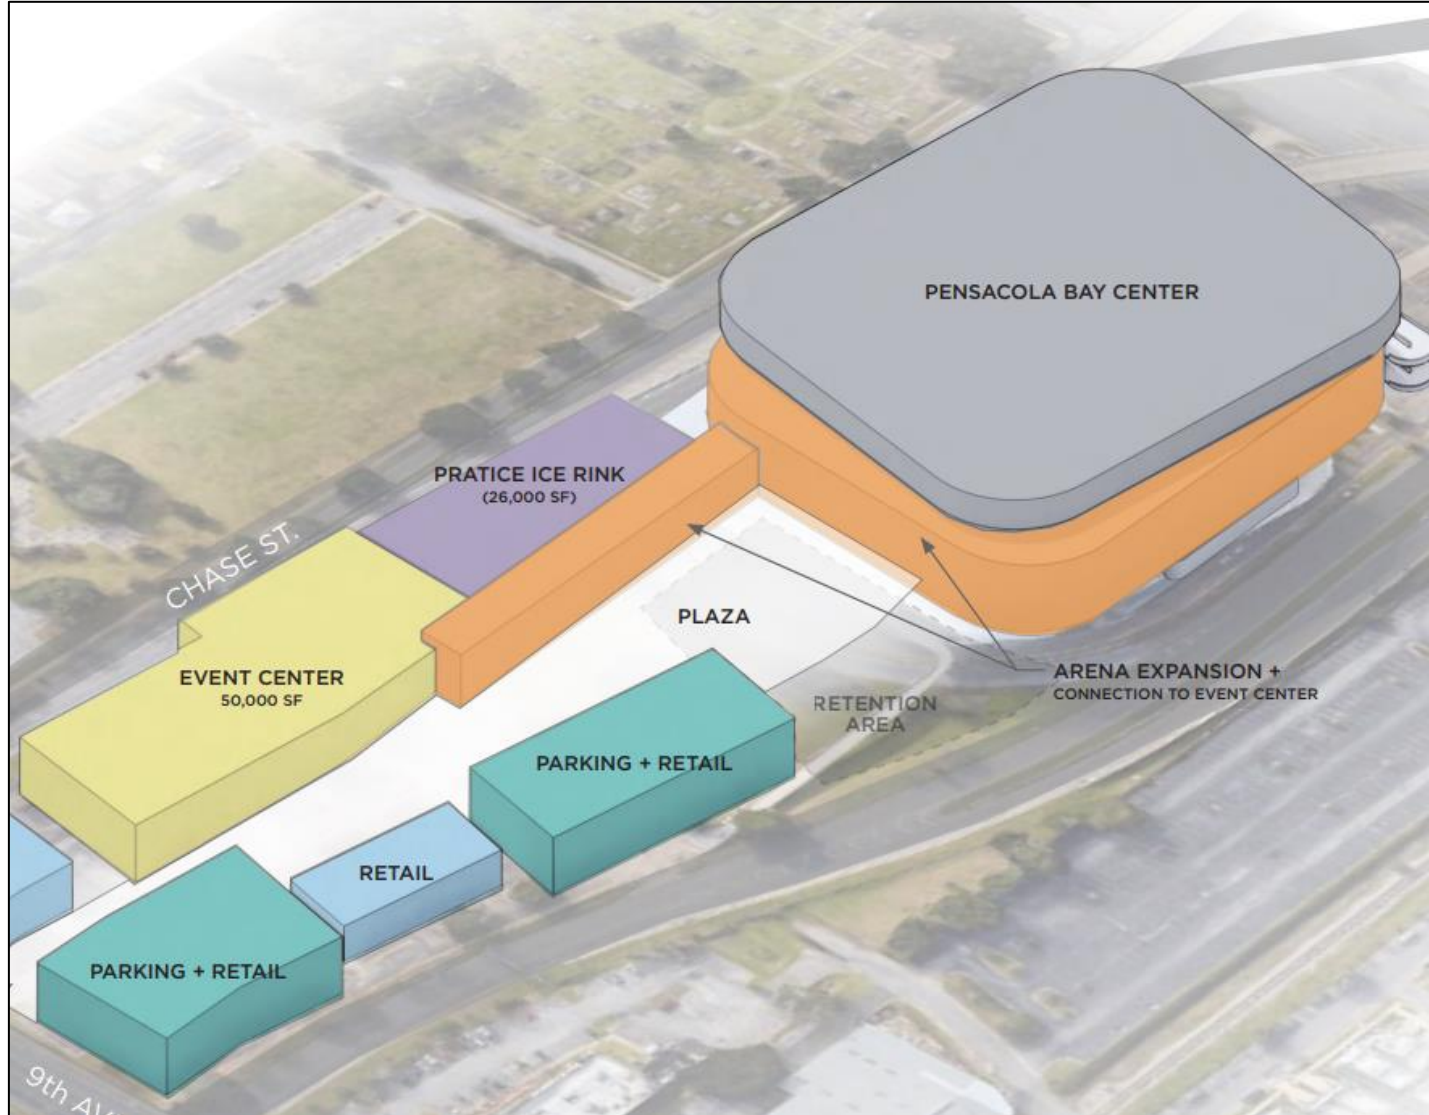 PENSACOLA BAY CENTER
PRATICE ICE RINK
(26,000 SF)
CHASE ST.
PLAZA
EVENT CENTER
50,000 SF
ARENA EXPANSION +
CONNECTION TO EVENT CENTER
RETENTION
AREA
PARKING + RETAIL
RETAIL
PARKING + RETAIL
9th AV